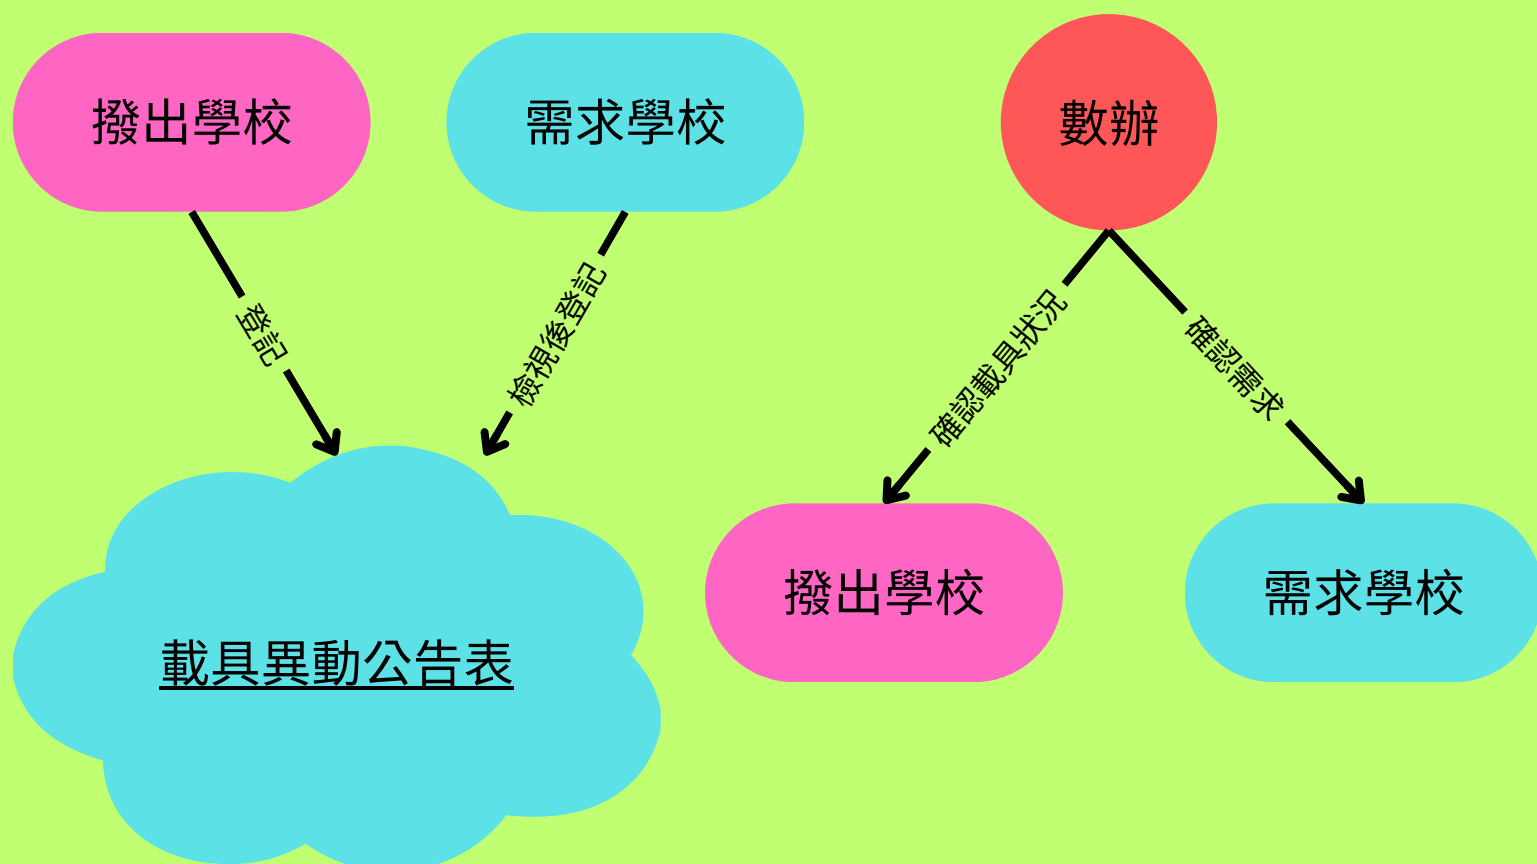 撥出學校
需求學校
數辦
登記
檢視後登記
確認載具狀況
確認需求
載具異動公告表
撥出學校
需求學校